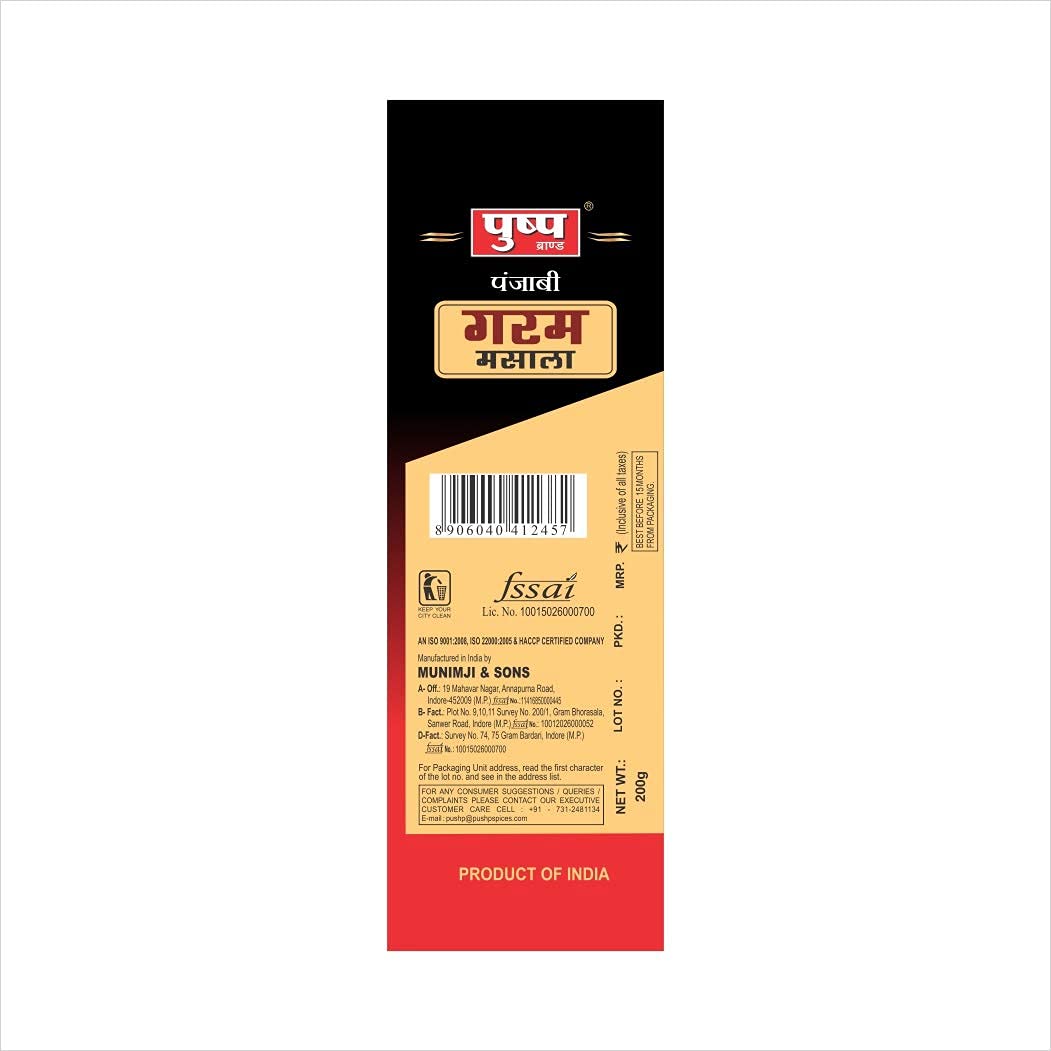 पुष्प ®
ब्राण्ड
पंजाबी
गरम
मसाला
8 906040 412457
KEEP YOUR
CITY CLEAN
fssai
Lic. No. 10015026000700
AN ISO 9001:2008, ISO 22000:2005 & HACCP CERTIFIED COMPANY
Manufactured in India by
MUNIMJI & SONS
A- Off.: 19 Mahavar Nagar, Annapurna Road,
Indore-452009 (M.P.) fssai No.:11416850000445
B- Fact.: Plot No. 9,10,11 Survey No. 200/1, Gram Bhorasala,
Sanwer Road, Indore (M.P.) fssai No.: 10012026000052
D-Fact.: Survey No. 74, 75 Gram Bardari, Indore (M.P.)
fssai No.: 10015026000700
For Packaging Unit address, read the first character
of the lot no. and see in the address list.
FOR ANY CONSUMER SUGGESTIONS / QUERIES /
COMPLAINTS PLEASE CONTACT OUR EXECUTIVE
CUSTOMER CARE CELL : +91 - 731-2481134
E-mail: pushp@pushpspices.com
NET WT.:
200g
LOT NO. :
PKD. :
MRP. ₹ (Inclusive of all taxes)
BEST BEFORE 15 MONTHS
FROM PACKAGING.
PRODUCT OF INDIA